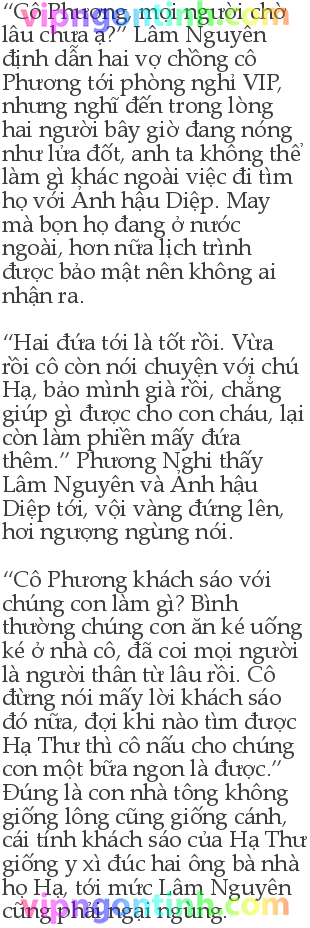 “Cô Phương, mọi người chờ
lâu chưa ạ?” Lâm Nguyên
định dẫn hai vợ chồng cô
Phương tới phòng nghỉ VIP,
nhưng nghĩ đến trong lòng
hai người bây giờ đang nóng
như lửa đốt, anh ta không thể
làm gì khác ngoài việc đi tìm
họ với Ảnh hậu Diệp. May
mà bọn họ đang ở nước
ngoài, hơn nữa lịch trình
được bảo mật nên không ai
nhận ra.
“Hai đứa tới là tốt rồi. Vừa
rồi cô còn nói chuyện với chú
Hạ, bảo mình già rồi, chẳng
giúp gì được cho con cháu, lại
còn làm phiền mấy đứa
thêm.” Phương Nghi thấy
Lâm Nguyên và Ảnh hậu
Diệp tới, vội vàng đứng lên,
hơi ngượng ngùng nói.
“Cô Phương khách sáo với
chúng con làm gì? Bình
thường chúng con ăn ké uống
ké ở nhà cô, đã coi mọi người
là người thân từ lâu rồi. Cô
đừng nói mấy lời khách sáo
đó nữa, đợi khi nào tìm được
Hạ Thư thì cô nấu cho chúng
con một bữa ngon là được.”
Đúng là con nhà tông không
giống lông cũng giống cánh,
cái tính khách sáo của Hạ Thư
giống y xì đúc hai ông bà nhà
họ Hạ, tới mức Lâm Nguyên
cũng phải ngại ngùng.
vipngontinh.com
vipngontinh.com